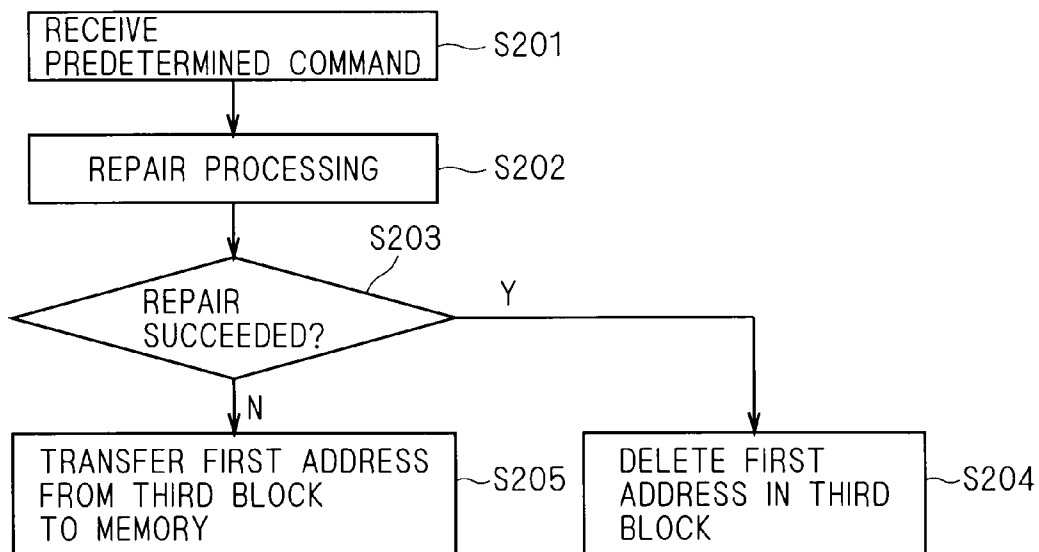 RECEIVE
PREDETERMINED COMMAND
S201
REPAIR PROCESSING
S202
S203
REPAIR
SUCCEEDED?
Y
N
TRANSFER FIRST ADDRESS
FROM THIRD BLOCK
TO MEMORY
S205
DELETE FIRST
ADDRESS IN THIRD
BLOCK
S204